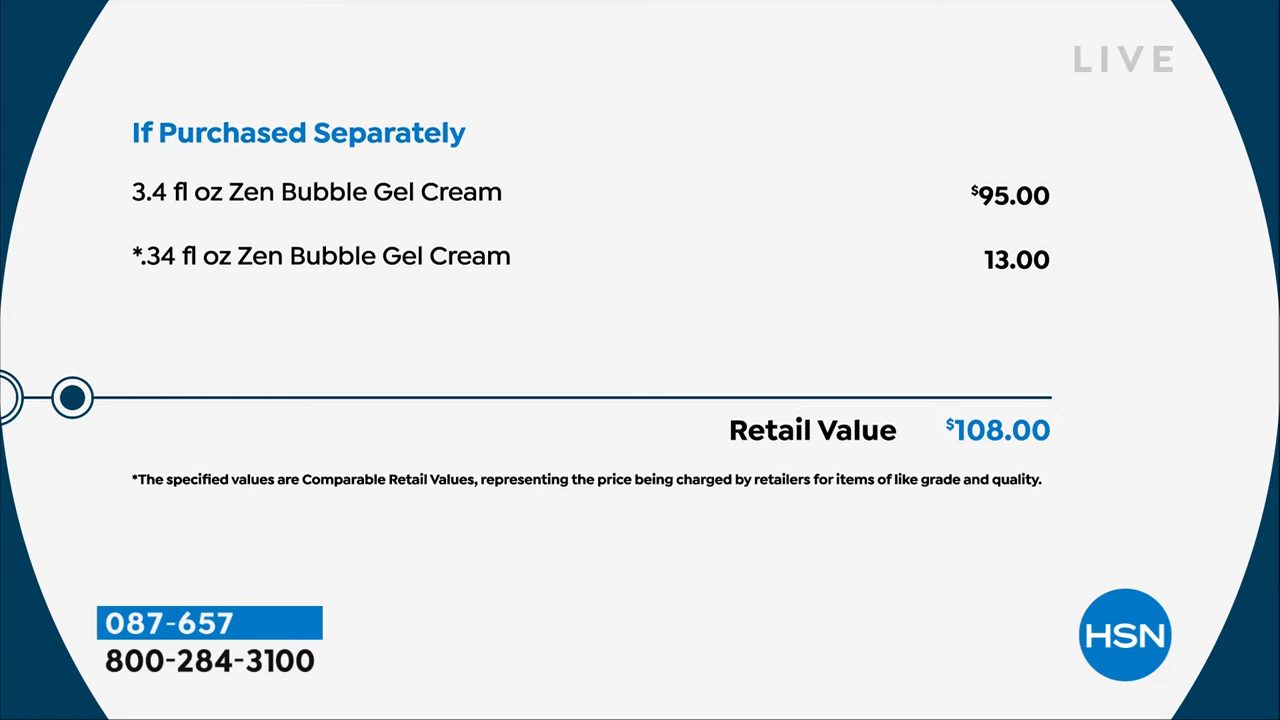 LIVE
If Purchased Separately
3.4 fl oz Zen Bubble Gel Cream $95.00
*.34 fl oz Zen Bubble Gel Cream 13.00
Retail Value $108.00
*The specified values are Comparable Retail Values, representing the price being charged by retailers for items of like grade and quality.
087-657
800-284-3100
HSN